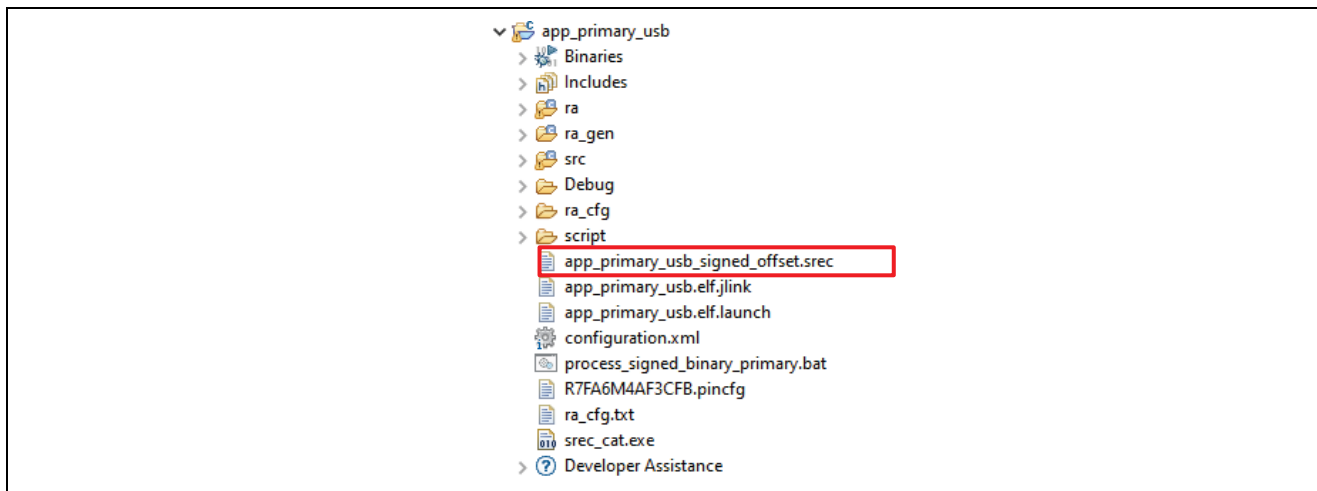 app_primary_usb
Binaries
Includes
ra
ra_gen
src
Debug
ra_cfg
script
app_primary_usb_signed_offset.srec
app_primary_usb.elf.jlink
app_primary_usb.elf.launch
configuration.xml
process_signed_binary_primary.bat
R7FA6M4AF3CFB.pincfg
ra_cfg.txt
srec_cat.exe
Developer Assistance